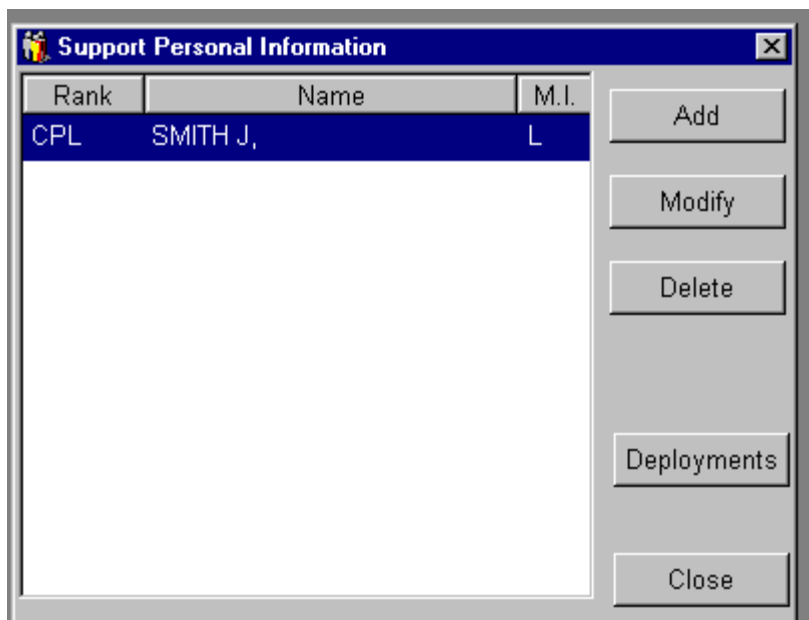 Support Personal Information
Rank Name M.I.
CPL SMITH J, L
Add
Modify
Delete
Deployments
Close